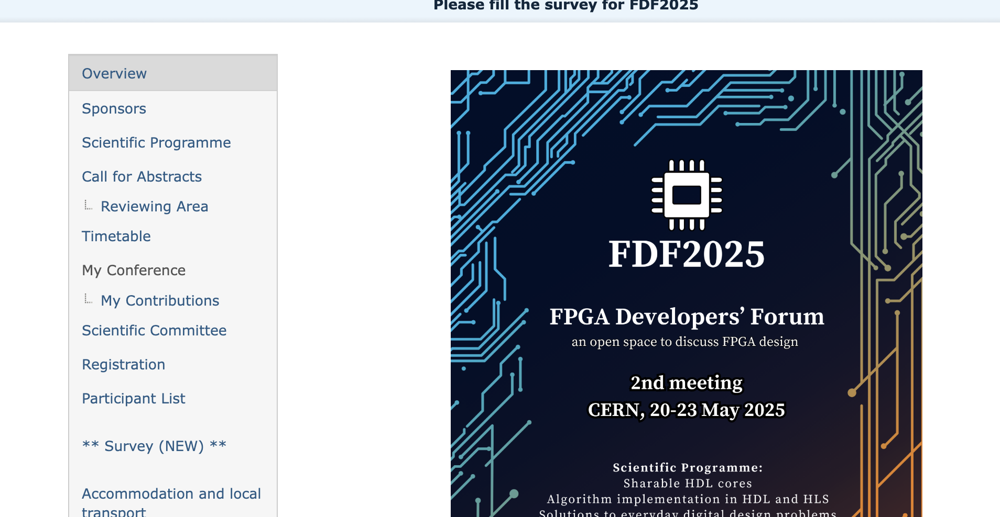 Please fill the survey for FDF2025
Overview
Sponsors
Scientific Programme
Call for Abstracts
Reviewing Area
Timetable
My Conference
My Contributions
Scientific Committee
Registration
Participant List
** Survey (NEW) **
Accommodation and local
transport
FDF2025
FPGA Developers’ Forum
an open space to discuss FPGA design
2nd meeting
CERN, 20-23 May 2025
Scientific Programme:
Sharable HDL cores
Algorithm implementation in HDL and HLS
Solutions to everyday digital design problems